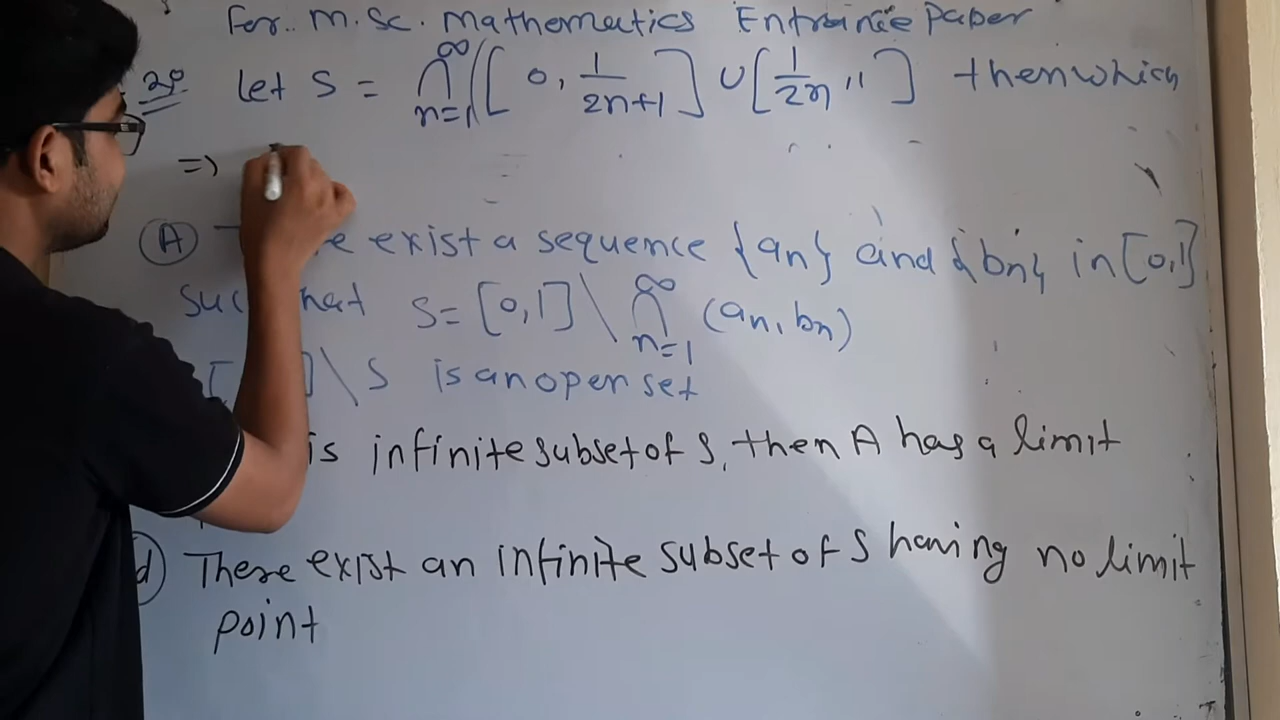 For.. M.Sc. Mathematics Entrance paper
2° Let S = ∞ ∩ n=1 ([0, 1/2n+1] ∪ [1/2n, 1]) then which
⇒
(A) exist a sequence {an} and {bn} in [0,1]
that S = [0,1] \ ∞ ∩ n=1 (an, bn)
[ ] \ S is an open set
is infinite subset of S, then A has a limit
(d) There exist an infinite subset of S having no limit
point